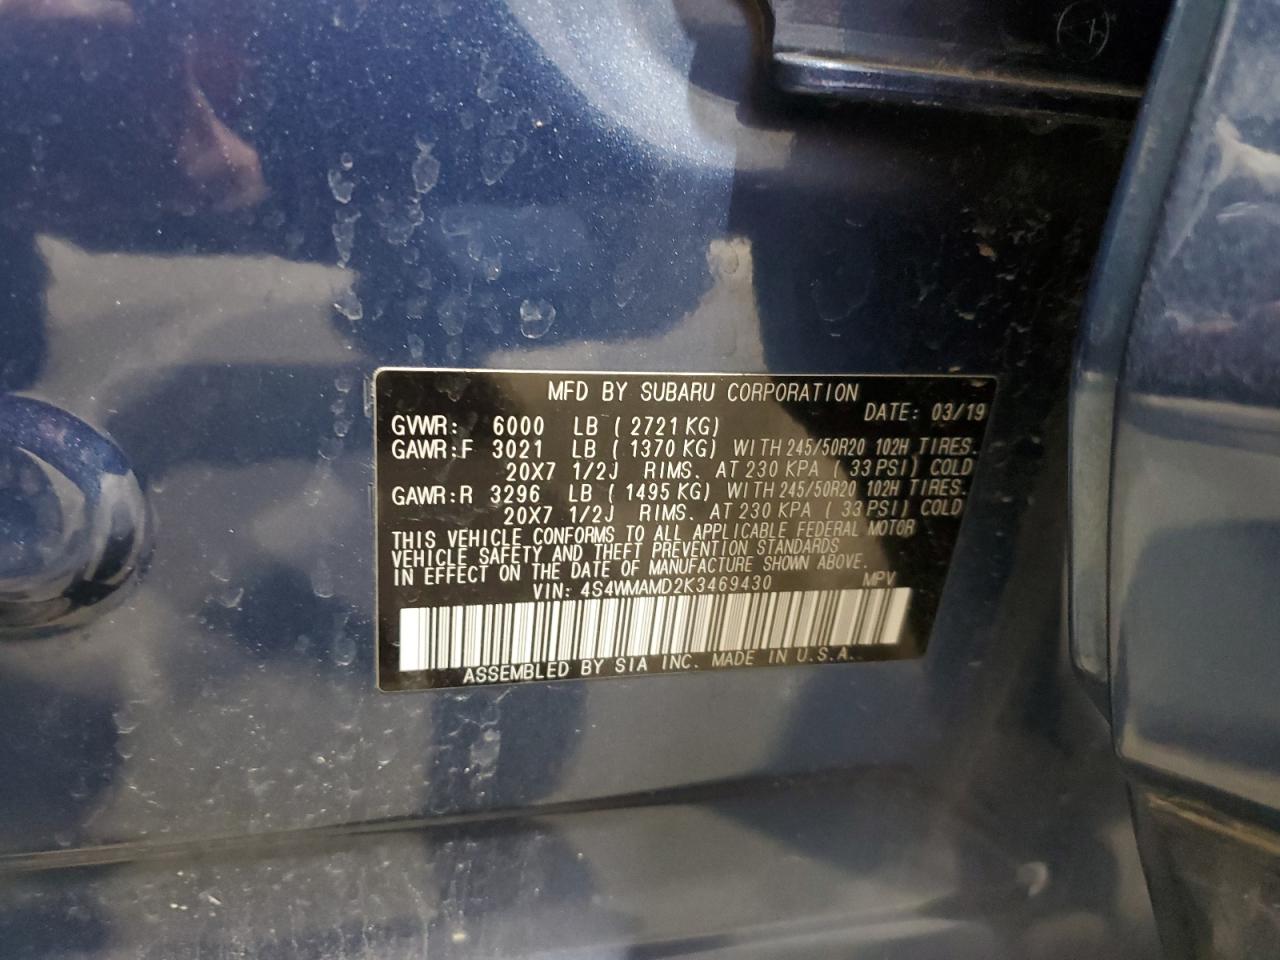 MFD BY SUBARU CORPORATION
DATE: 03/19
GVWR: 6000 LB ( 2721 KG)
GAWR:F 3021 LB ( 1370 KG) WITH 245/50R20 102H TIRES.
20X7 1/2J RIMS. AT 230 KPA ( 33 PSI) COLD
GAWR:R 3296 LB ( 1495 KG) WITH 245/50R20 102H TIRES.
20X7 1/2J RIMS. AT 230 KPA ( 33 PSI) COLD
THIS VEHICLE CONFORMS TO ALL APPLICABLE FEDERAL MOTOR
VEHICLE SAFETY AND THEFT PREVENTION STANDARDS
IN EFFECT ON THE DATE OF MANUFACTURE SHOWN ABOVE.
VIN: 4S4WMAMD2K3469430 MPV
ASSEMBLED BY SIA INC. MADE IN U.S.A.